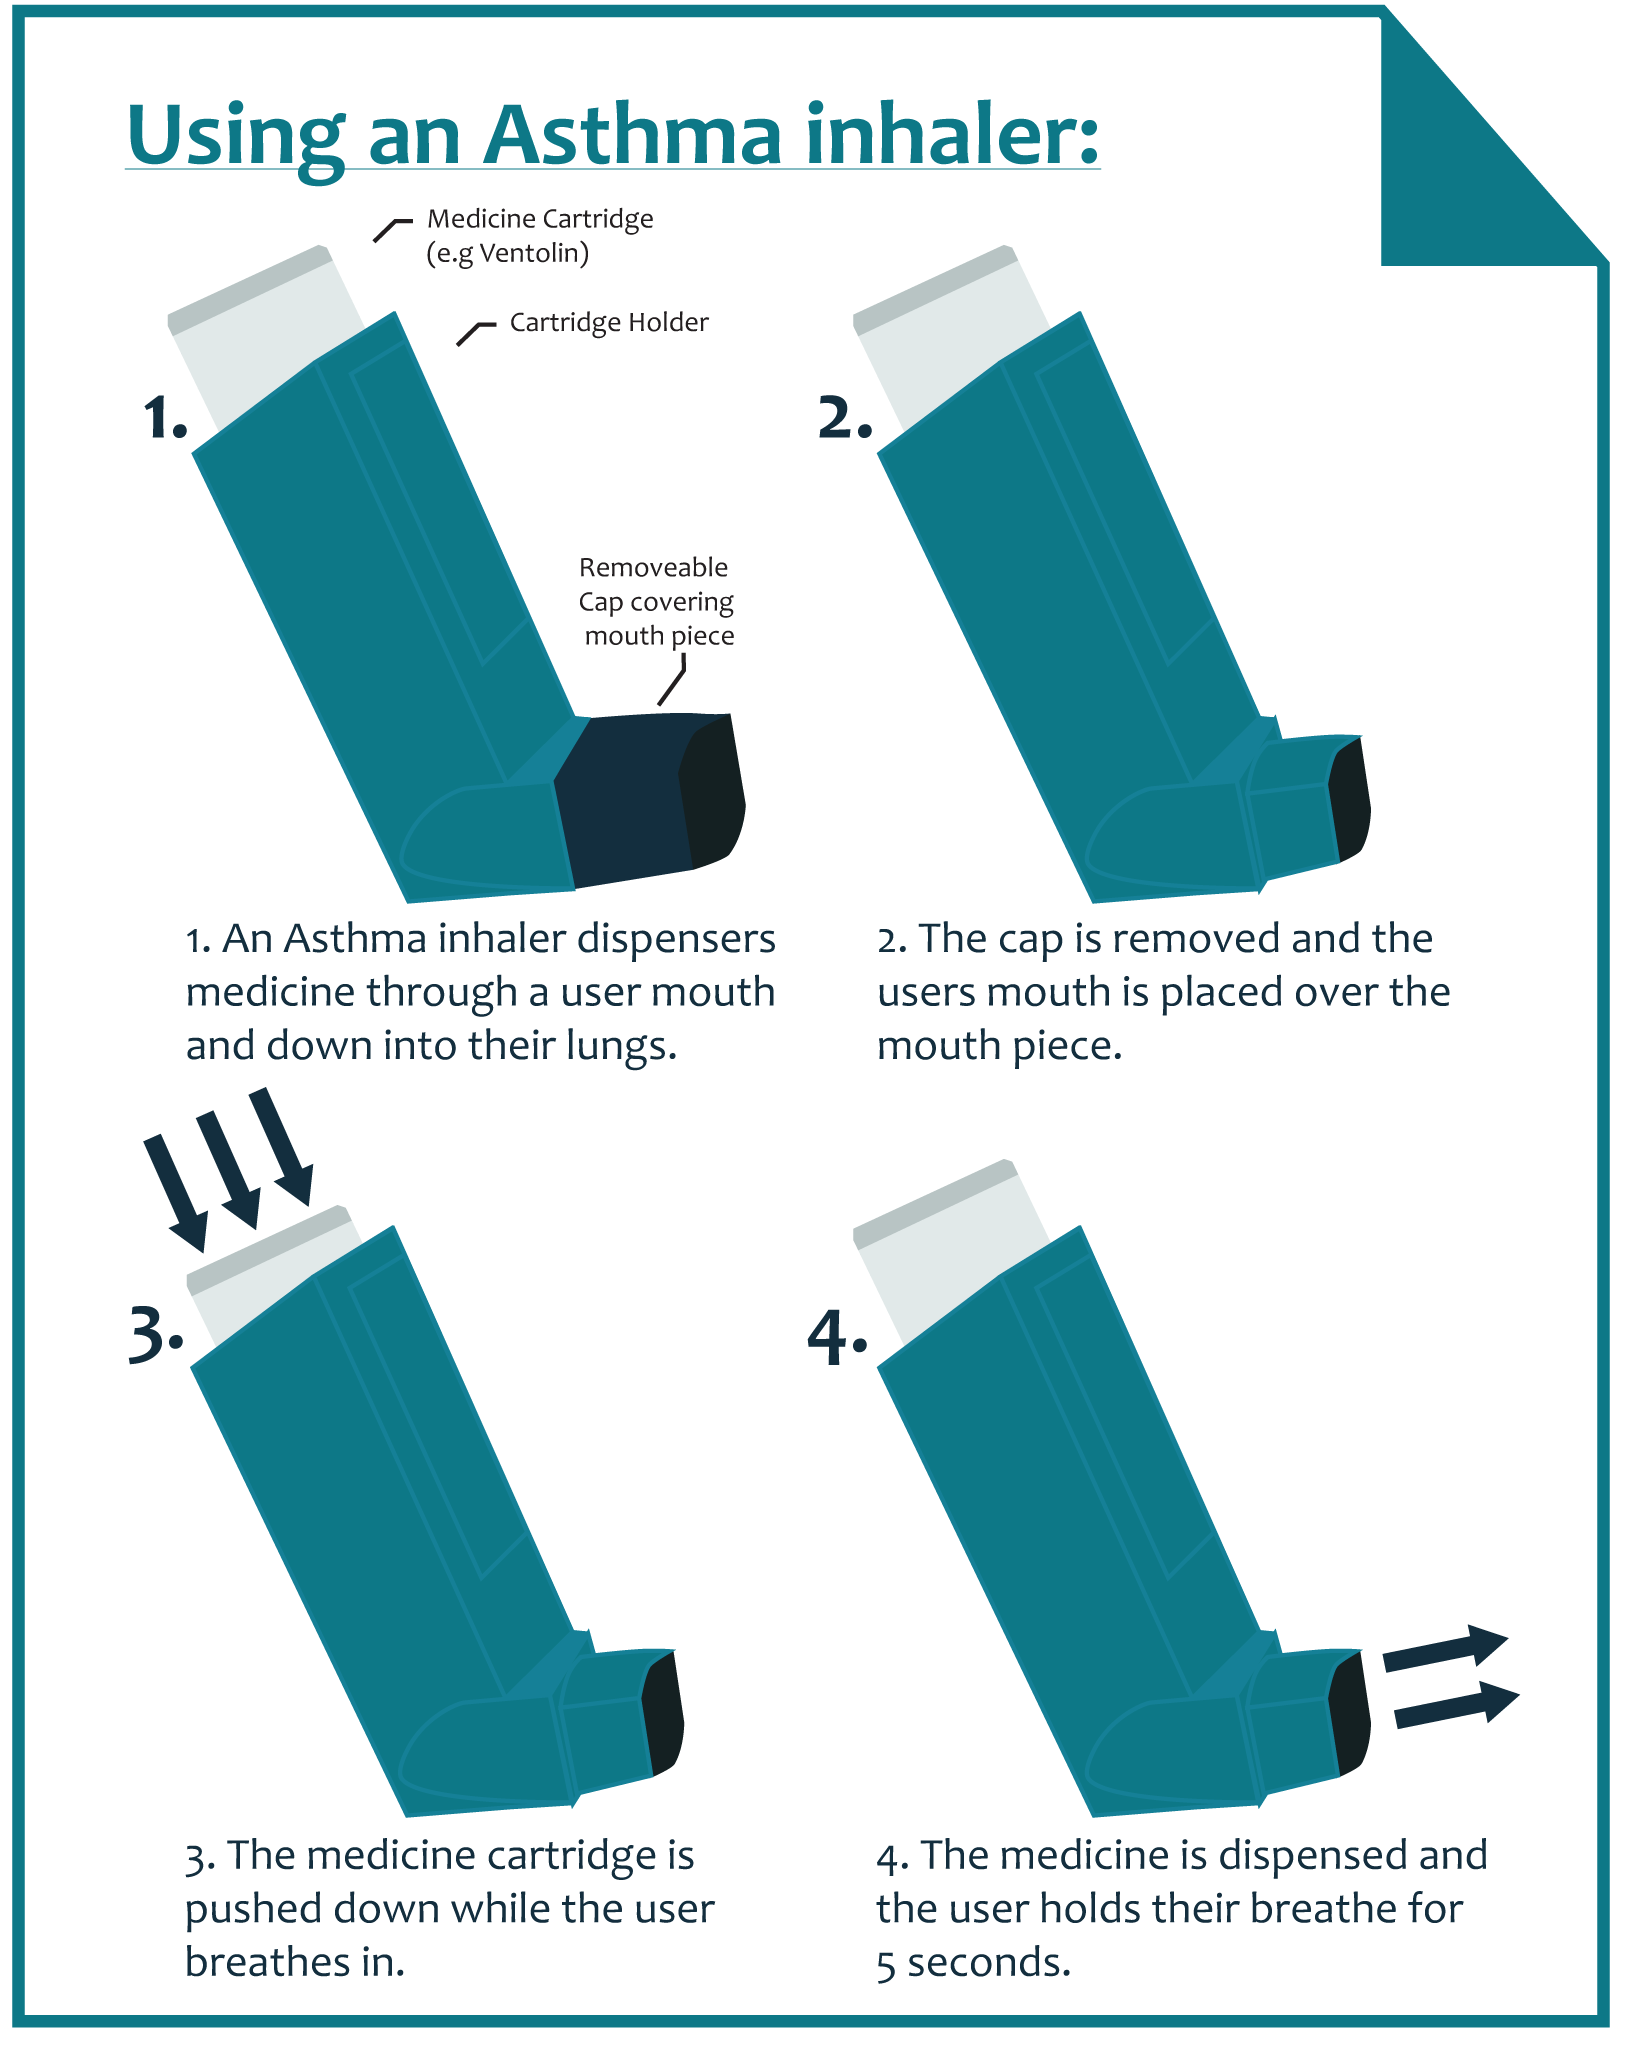 Using an Asthma inhaler:
Medicine Cartridge
(e.g Ventolin)
Cartridge Holder
1.
2.
Removeable
Cap covering
mouth piece
1. An Asthma inhaler dispensers
medicine through a user mouth
and down into their lungs.
2. The cap is removed and the
users mouth is placed over the
mouth piece.
3.
4.
3. The medicine cartridge is
pushed down while the user
breathes in.
4. The medicine is dispensed and
the user holds their breathe for
5 seconds.